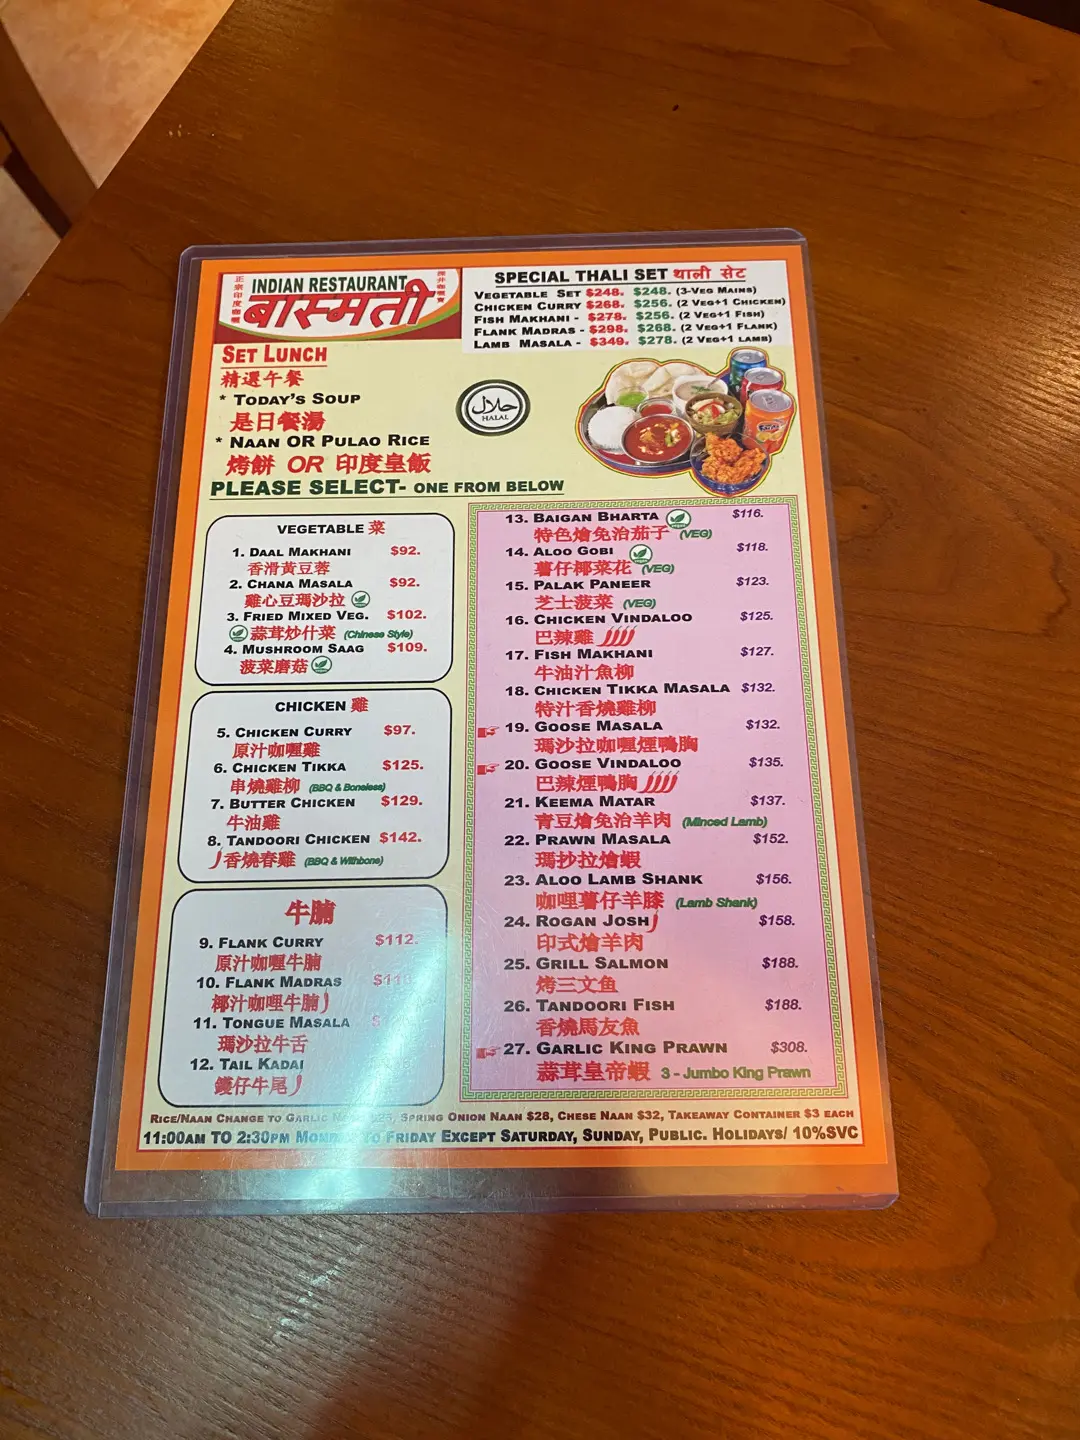 正宗印度咖喱
INDIAN RESTAURANT
बास्मती
深井咖喱寶
SPECIAL THALI SET थाली सेट
VEGETABLE SET $248. $248. (3-VEG MAINS)
CHICKEN CURRY $268. $256. (2 VEG+1 CHICKEN)
FISH MAKHANI - $278. $256. (2 VEG+1 FISH)
FLANK MADRAS - $298. $268. (2 VEG+1 FLANK)
LAMB MASALA - $349. $278. (2 VEG+1 LAMB)
SET LUNCH
精選午餐
* TODAY'S SOUP
是日餐湯
* NAAN OR PULAO RICE
烤餅 OR 印度皇飯
حلال
HALAL
PLEASE SELECT- ONE FROM BELOW
VEGETABLE 菜
1. DAAL MAKHANI $92.
香滑黃豆蓉
2. CHANA MASALA $92.
雞心豆瑪沙拉
3. FRIED MIXED VEG. $102.
蒜茸炒什菜 (Chinese Style)
4. MUSHROOM SAAG $109.
菠菜磨菇
CHICKEN 雞
5. CHICKEN CURRY $97.
原汁咖喱雞
6. CHICKEN TIKKA $125.
串燒雞柳 (BBQ & Boneless)
7. BUTTER CHICKEN $129.
牛油雞
8. TANDOORI CHICKEN $142.
香燒春雞 (BBQ & Withbone)
牛腩
9. FLANK CURRY $112.
原汁咖喱牛腩
10. FLANK MADRAS
椰汁咖哩牛腩
11. TONGUE MASALA
瑪沙拉牛舌
12. TAIL KADAI
鑊仔牛尾
13. BAIGAN BHARTA $116.
特色燴免治茄子 (VEG)
14. ALOO GOBI $118.
薯仔椰菜花 (VEG)
15. PALAK PANEER $123.
芝士菠菜 (VEG)
16. CHICKEN VINDALOO $125.
巴辣雞
17. FISH MAKHANI $127.
牛油汁魚柳
18. CHICKEN TIKKA MASALA $132.
特汁香燒雞柳
19. GOOSE MASALA $132.
瑪沙拉咖喱煙鴨胸
20. GOOSE VINDALOO $135.
巴辣煙鴨胸
21. KEEMA MATAR $137.
青豆燴免治羊肉 (Minced Lamb)
22. PRAWN MASALA $152.
瑪抄拉燴蝦
23. ALOO LAMB SHANK $156.
咖哩薯仔羊膝 (Lamb Shank)
24. ROGAN JOSH $158.
印式燴羊肉
25. GRILL SALMON $188.
烤三文鱼
26. TANDOORI FISH $188.
香燒馬友魚
27. GARLIC KING PRAWN $308.
蒜茸皇帝蝦 3 - Jumbo King Prawn
RICE/NAAN CHANGE TO GARLIC SPRING ONION NAAN $28, CHESE NAAN $32, TAKEAWAY CONTAINER $3 EACH
11:00AM TO 2:30PM MONDAY TO FRIDAY EXCEPT SATURDAY, SUNDAY, PUBLIC. HOLIDAYS/ 10%SVC